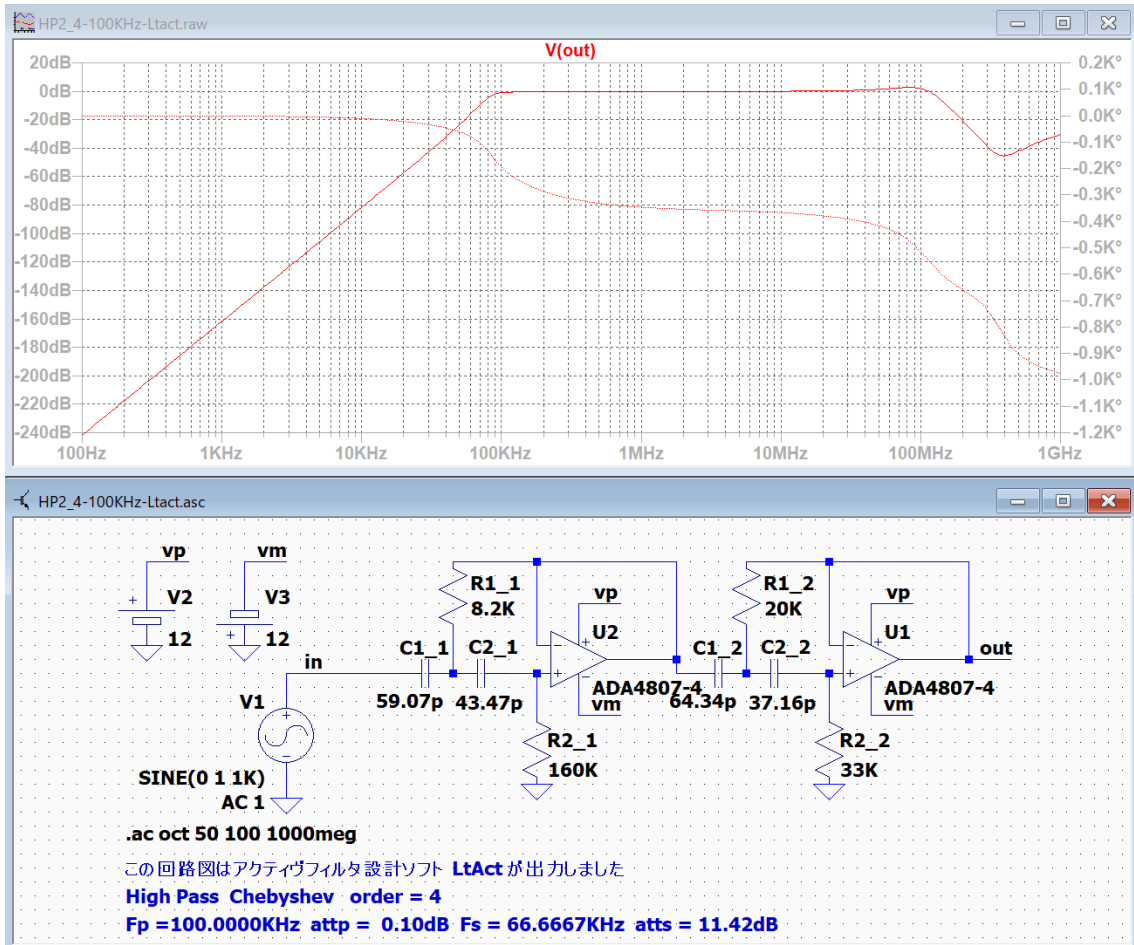 HP2_4-100KHz-Ltact.raw
V(out)
20dB
0dB
-20dB
-40dB
-60dB
-80dB
-100dB
-120dB
-140dB
-160dB
-180dB
-200dB
-220dB
-240dB
0.2K°
0.1K°
0.0K°
-0.1K°
-0.2K°
-0.3K°
-0.4K°
-0.5K°
-0.6K°
-0.7K°
-0.8K°
-0.9K°
-1.0K°
-1.1K°
-1.2K°
100Hz 1KHz 10KHz 100KHz 1MHz 10MHz 100MHz 1GHz
HP2_4-100KHz-Ltact.asc
vp
V2
12
vm
V3
12
in
V1
SINE(0 1 1K)
AC 1
R1_1
8.2K
C1_1
59.07p
C2_1
43.47p
vp
U2
ADA4807-4
vm
R2_1
160K
R1_2
20K
C1_2
64.34p
C2_2
37.16p
vp
U1
ADA4807-4
vm
R2_2
33K
out
.ac oct 50 100 1000meg
この回路図はアクティヴフィルタ設計ソフト LtAct が出力しました
High Pass Chebyshev order = 4
Fp =100.0000KHz attp = 0.10dB Fs = 66.6667KHz atts = 11.42dB